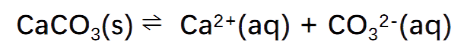 CaCO₃(s) ⇌ Ca²⁺(aq) + CO₃²⁻(aq)